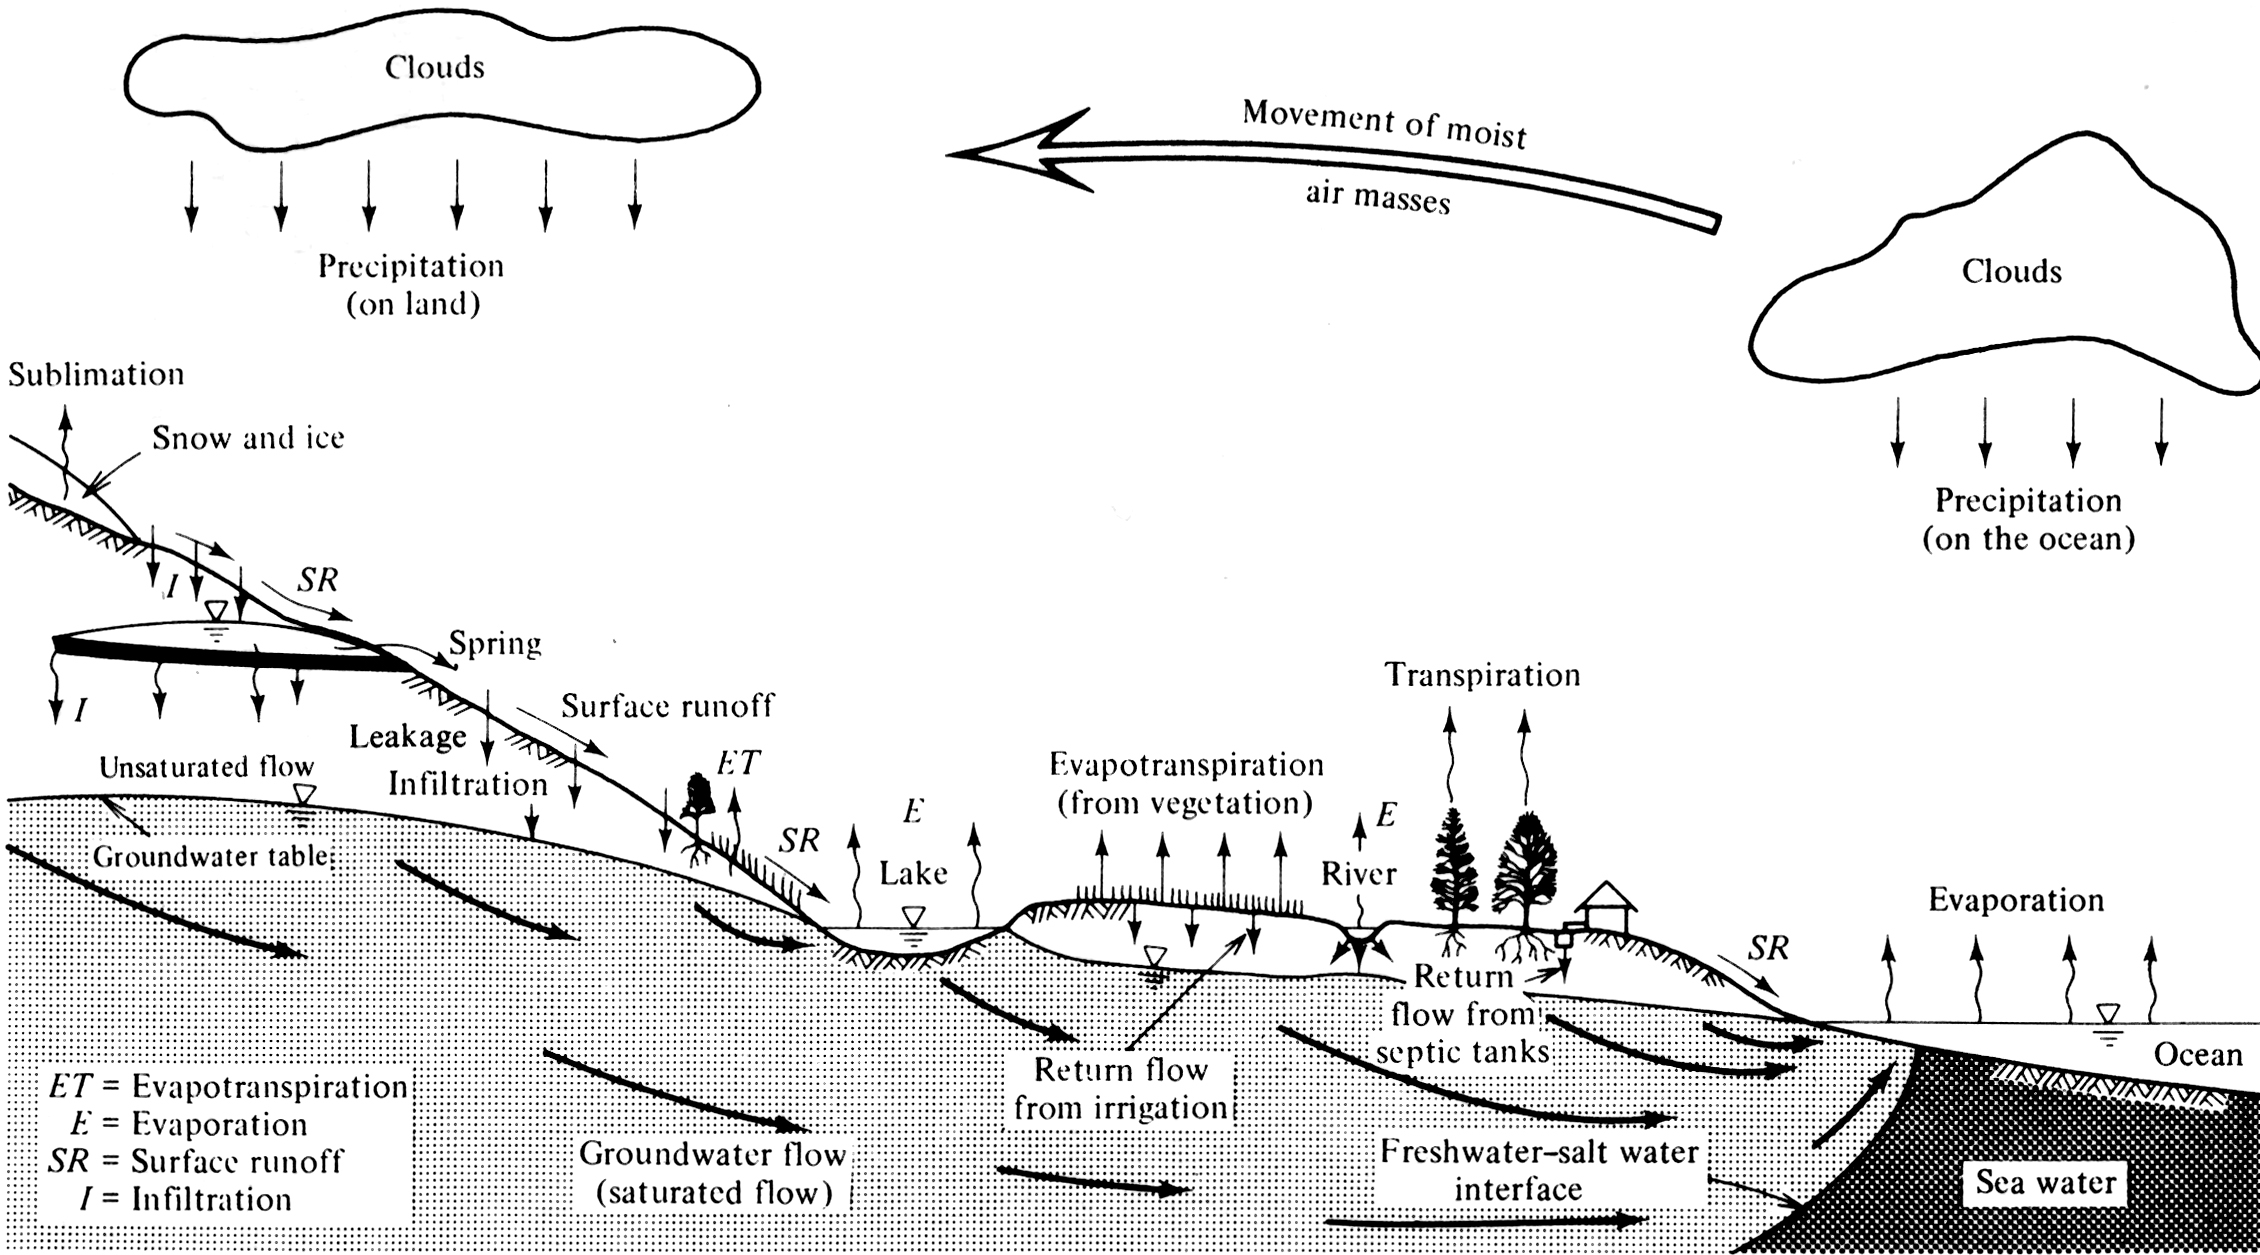 Clouds
Movement of moist
air masses
Clouds
Precipitation
(on land)
Sublimation
Snow and ice
Precipitation
(on the ocean)
I
SR
Spring
I
Surface runoff
Leakage
Unsaturated flow
Infiltration
Groundwater table
ET
SR
E
Lake
Evapotranspiration
(from vegetation)
E
River
Transpiration
Evaporation
SR
Return
flow from
septic tanks
Return flow
from irrigation
Ocean
ET = Evapotranspiration
E = Evaporation
SR = Surface runoff
I = Infiltration
Groundwater flow
(saturated flow)
Freshwater–salt water
interface
Sea water